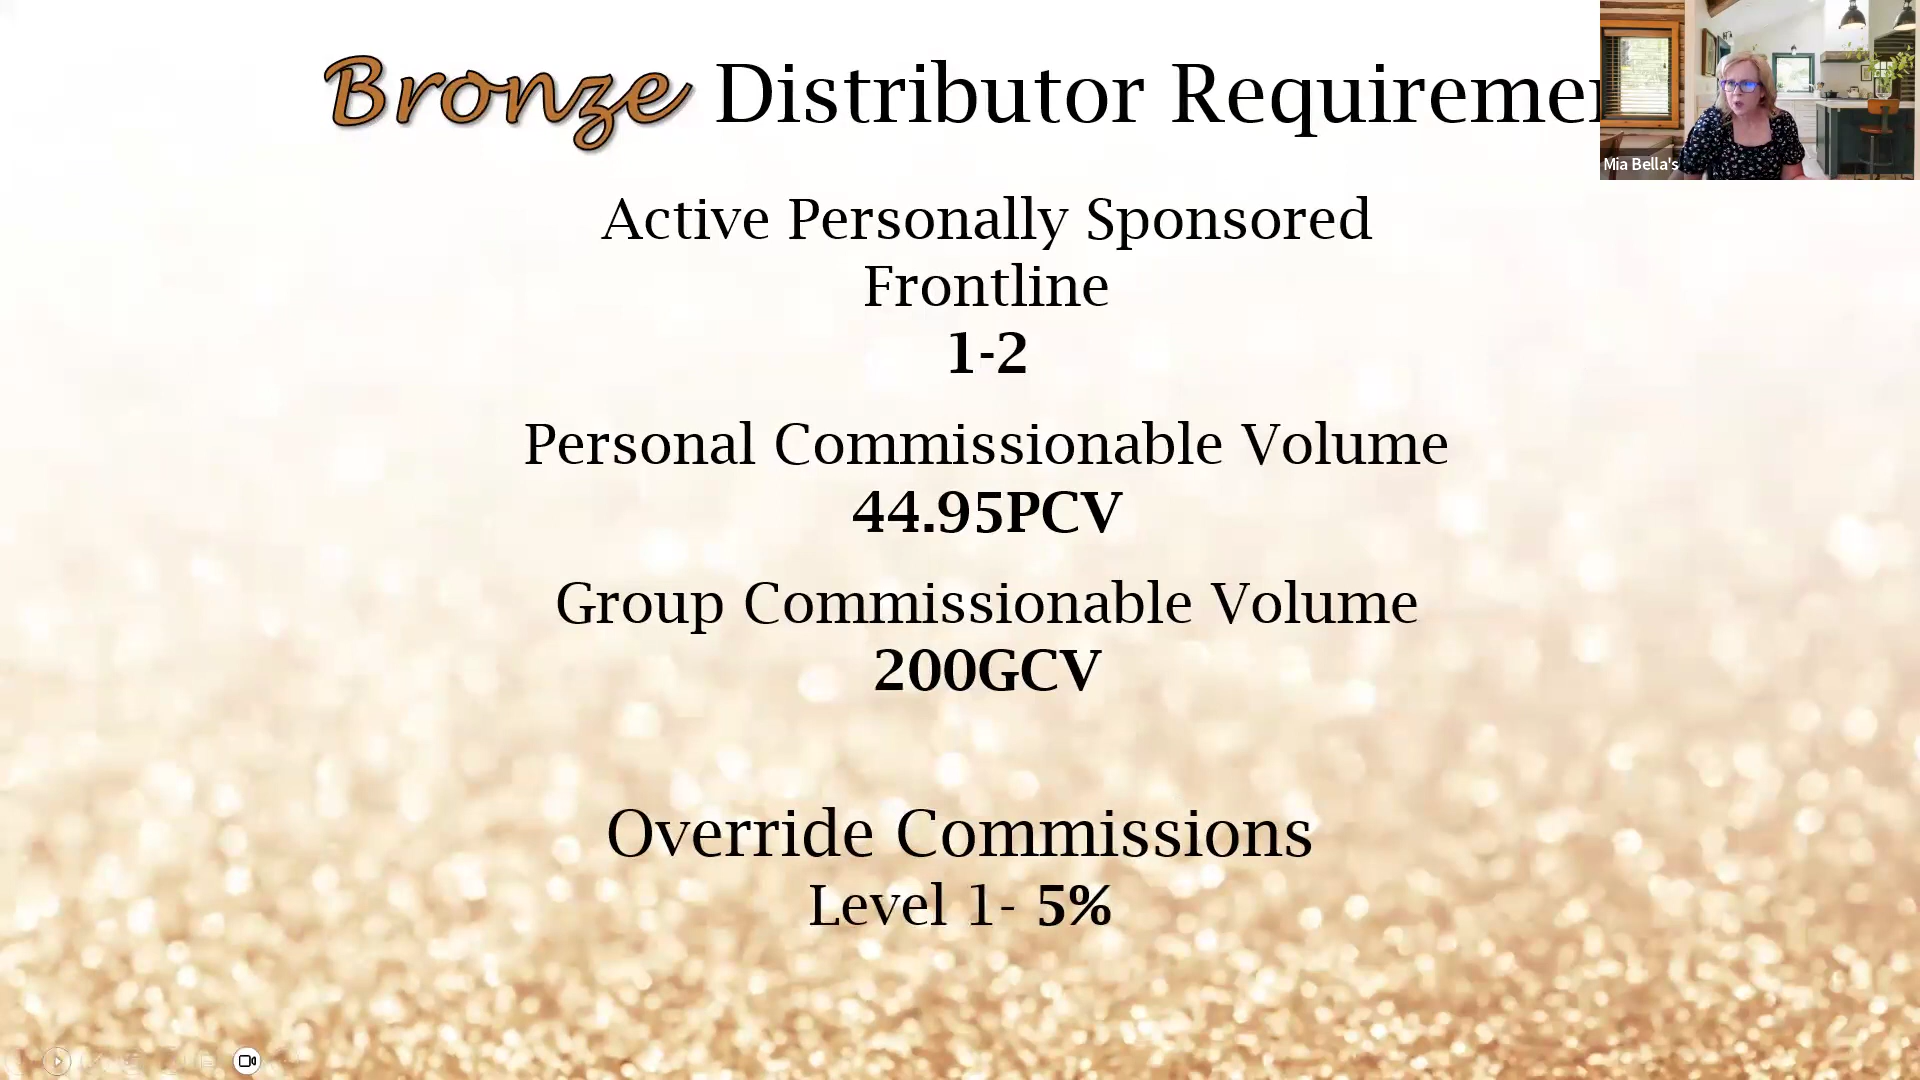 Bronze Distributor Requiremen
Mia Bella's
Active Personally Sponsored
Frontline
1-2
Personal Commissionable Volume
44.95PCV
Group Commissionable Volume
200GCV
Override Commissions
Level 1- 5%